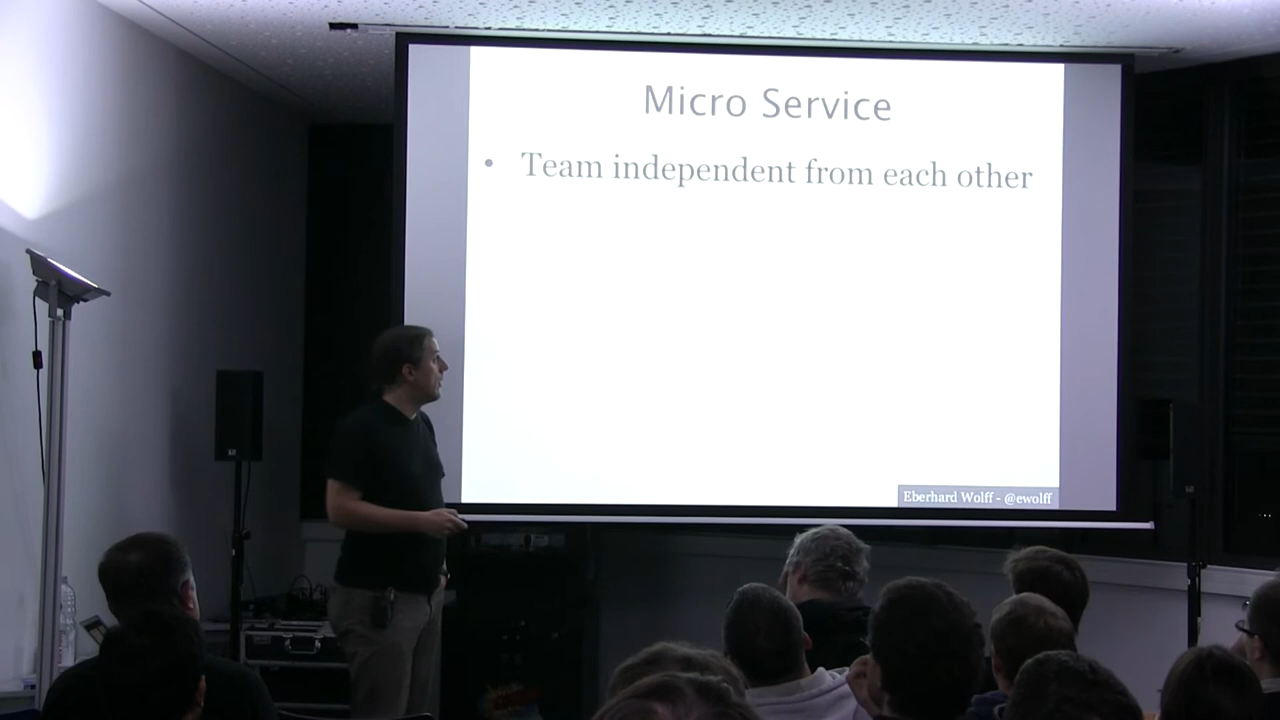 Micro Service
• Team independent from each other
Eberhard Wolff - @ewolff